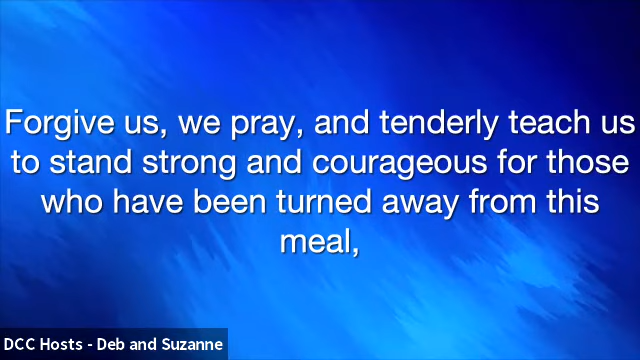 Forgive us, we pray, and tenderly teach us
to stand strong and courageous for those
who have been turned away from this
meal,
DCC Hosts - Deb and Suzanne